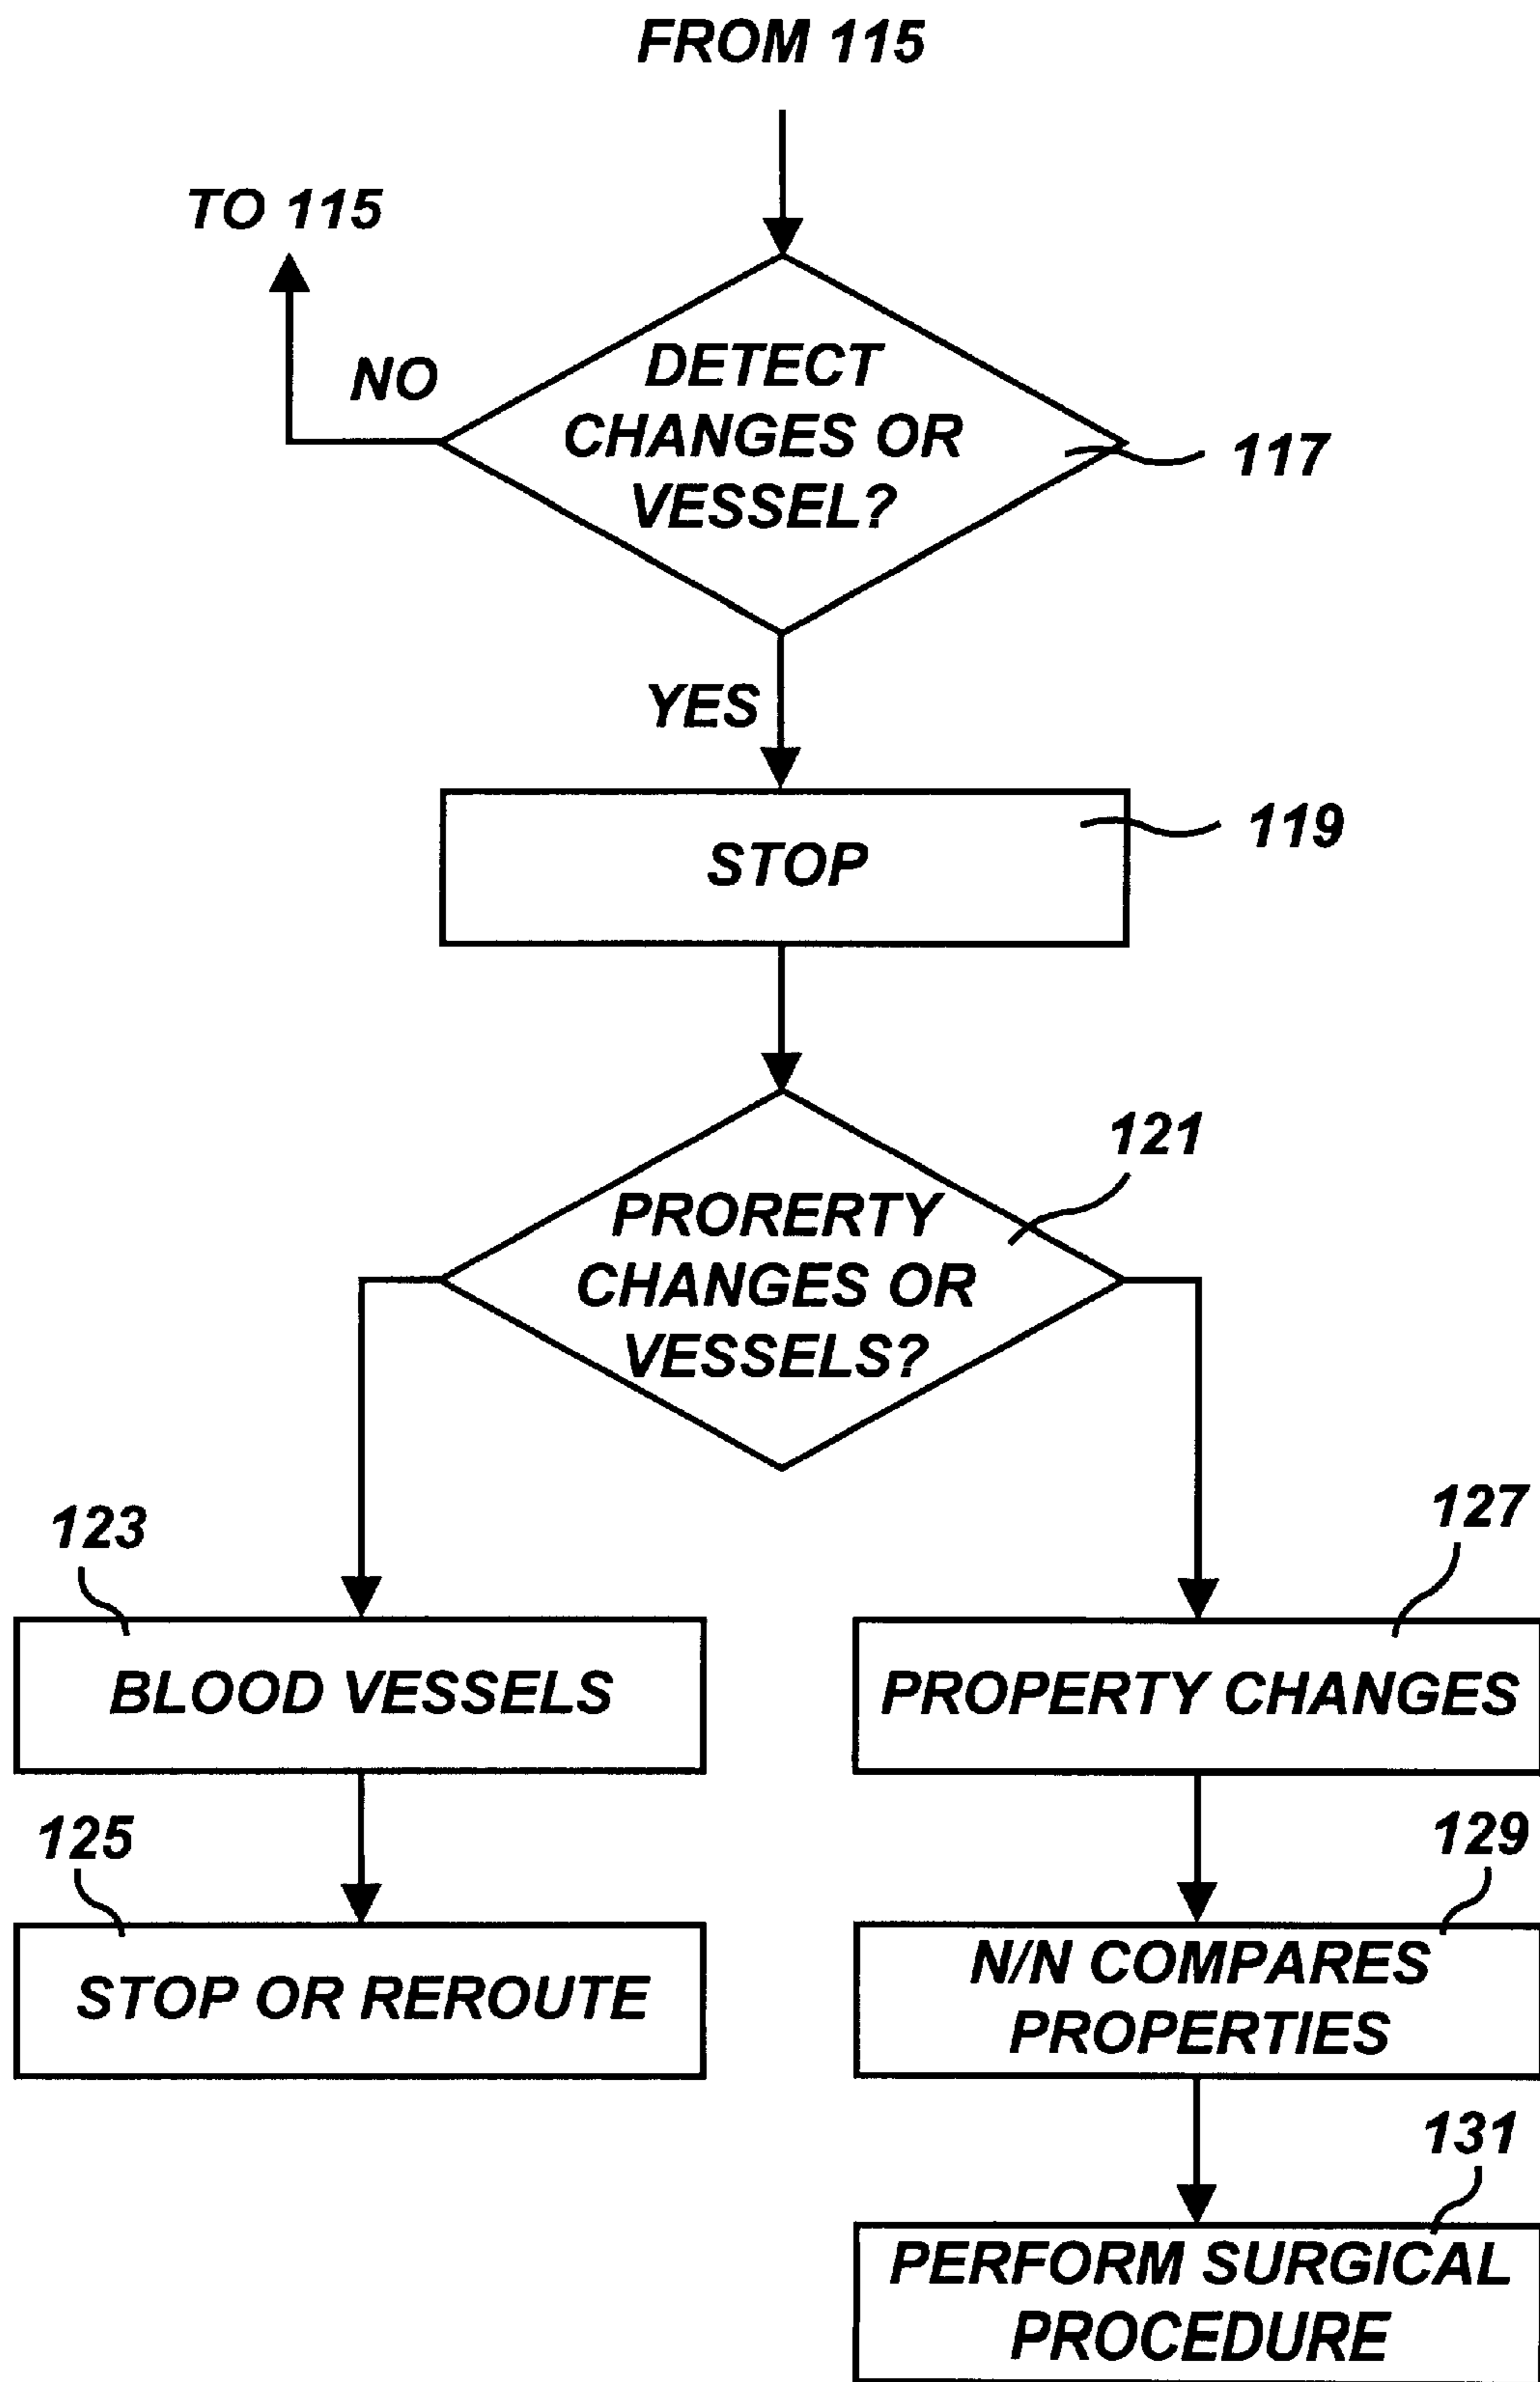 FROM 115
TO 115
NO
DETECT
CHANGES OR
VESSEL?
117
YES
119
STOP
121
PRORERTY
CHANGES OR
VESSELS?
123
127
BLOOD VESSELS
PROPERTY CHANGES
125
129
STOP OR REROUTE
N/N COMPARES
PROPERTIES
131
PERFORM SURGICAL
PROCEDURE